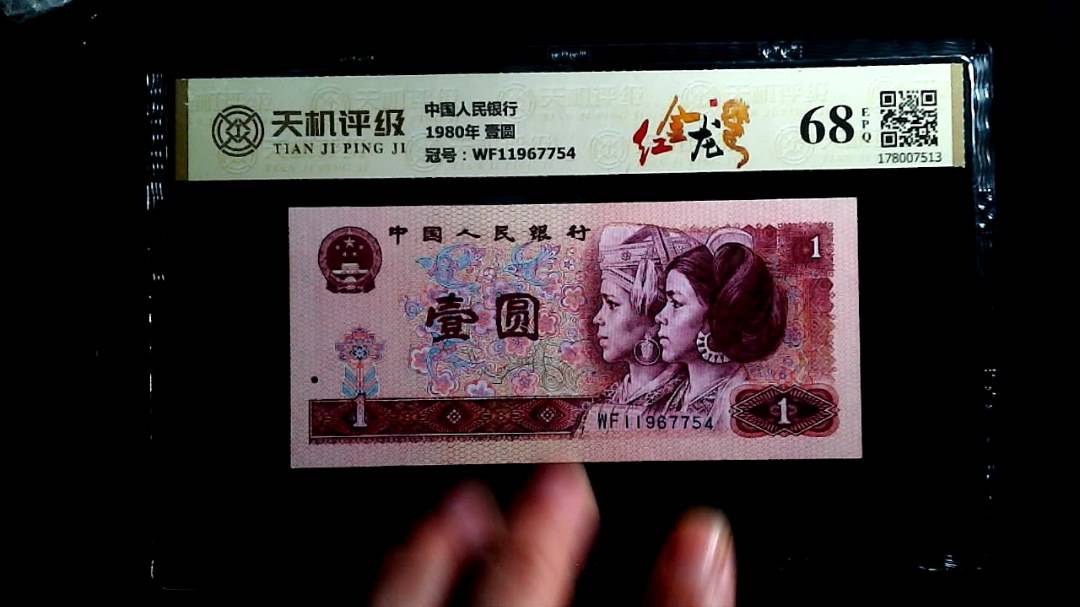 天机评级
TIAN JI PING JI
中国人民银行
1980年 壹圆
冠号：WF11967754
红金龙
68
EPQ
178007513
中国人民银行
1
壹圆
1
WF11967754
1